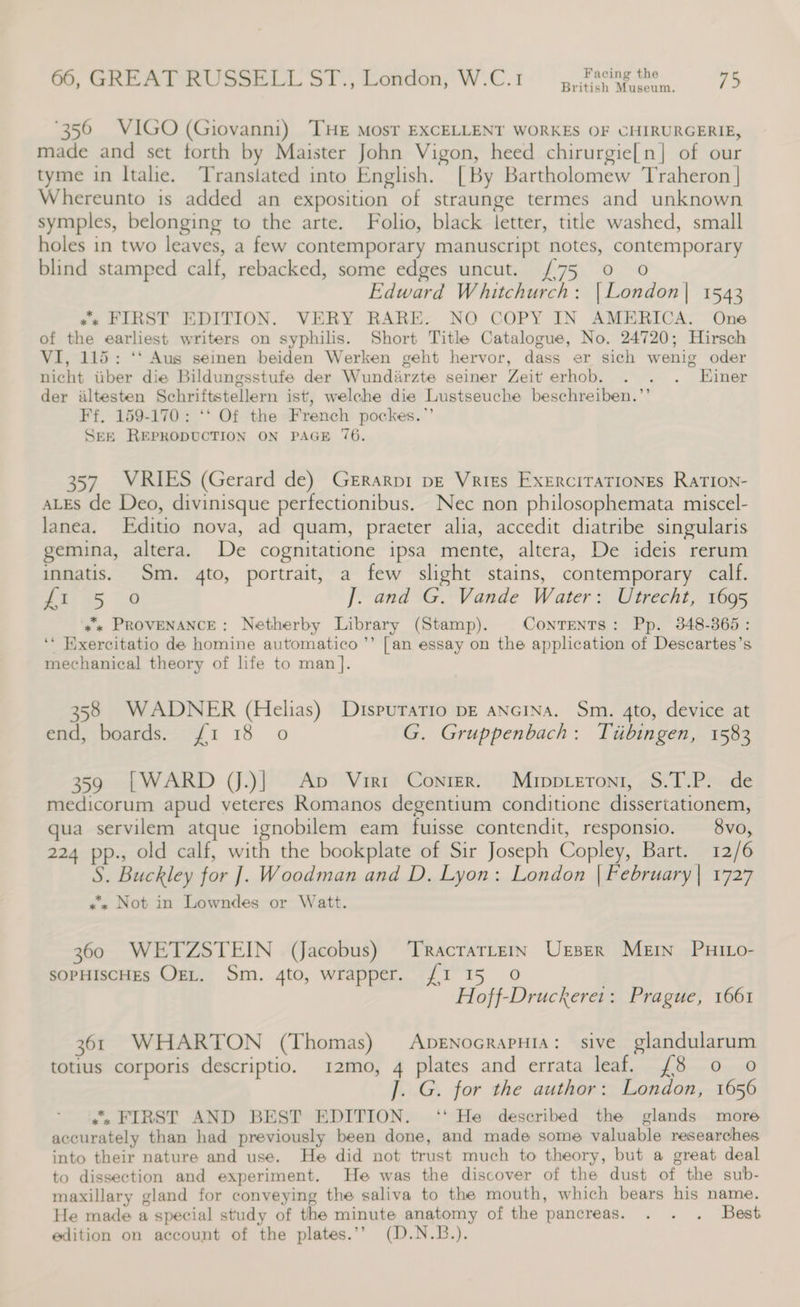 66, GREAT RUSSELL ST., London, W.C.1 Facing the British Museum. 75
356 VIGO (Giovanni) THE MOST EXCELLENT WORKES OF CHIRURGERIE,
made and set forth by Maister John Vigon, heed chirurgie[n] of our
tyme in Italie. Translated into English. [By Bartholomew Traheron]
Whereunto is added an exposition of straunge termes and unknown
symples, belonging to the arte. Folio, black letter, title washed, small
holes in two leaves, a few contemporary manuscript notes, contemporary
blind stamped calf, rebacked, some edges uncut. £75 0 0
Edward Whitchurch: [London] 1543
⁂ FIRST EDITION. VERY RARE. NO COPY IN AMERICA. One
of the earliest writers on syphilis. Short Title Catalogue, No. 24720; Hirsch
VI, 115: ‘‘ Aus seinen beiden Werken geht hervor, dass er sich wenig oder
nicht über die Bildungsstufe der Wundärzte seiner Zeit erhob. . . . Einer
der ältesten Schriftstellern ist, welche die Lustseuche beschreiben.’’
Ff. 159-170: ‘‘ Of the French pockes.’’
SEE REPRODUCTION ON PAGE 76.
357 VRIES (Gerard de) GERARDI DE VRIES EXERCITATIONES RATION-
ALES de Deo, divinisque perfectionibus. Nec non philosophemata miscel-
lanea. Editio nova, ad quam, praeter alia, accedit diatribe singularis
gemina, altera. De cognitatione ipsa mente, altera, De ideis rerum
innatis. Sm. 4to, portrait, a few slight stains, contemporary calf.
£1 5 0 J. and G. Vande Water: Utrecht, 1695
⁂ PROVENANCE: Netherby Library (Stamp). CONTENTS: Pp. 348-365:
‘‘ Exercitatio de homine automatico ’’ [an essay on the application of Descartes’s
mechanical theory of life to man].
358 WADNER (Helias) DISPUTATIO DE ANGINA. Sm. 4to, device at
end, boards. £1 18 0 G. Gruppenbach: Tübingen, 1583
359 [WARD (J.)] AD VIRI CONIER. MIDDLETONI, S.T.P. de
medicorum apud veteres Romanos degentium conditione dissertationem,
qua servilem atque ignobilem eam fuisse contendit, responsio. 8vo,
224 pp., old calf, with the bookplate of Sir Joseph Copley, Bart. 12/6
S. Buckley for J. Woodman and D. Lyon: London [February] 1727
⁂ Not in Lowndes or Watt.
360 WETZSTEIN (Jacobus) TRACTATLEIN UEBER MEIN PHILO-
SOPHISCHES OEL. Sm. 4to, wrapper. £1 15 0
Hoff-Druckerei: Prague, 1661
361 WHARTON (Thomas) ADENOGRAPHIA: sive glandularum
totius corporis descriptio. 12mo, 4 plates and errata leaf. £8 0 0
J. G. for the author: London, 1656
⁂ FIRST AND BEST EDITION. ‘‘ He described the glands more
accurately than had previously been done, and made some valuable researches
into their nature and use. He did not trust much to theory, but a great deal
to dissection and experiment. He was the discover of the dust of the sub-
maxillary gland for conveying the saliva to the mouth, which bears his name.
He made a special study of the minute anatomy of the pancreas. . . . Best
edition on account of the plates.’’ (D.N.B.).